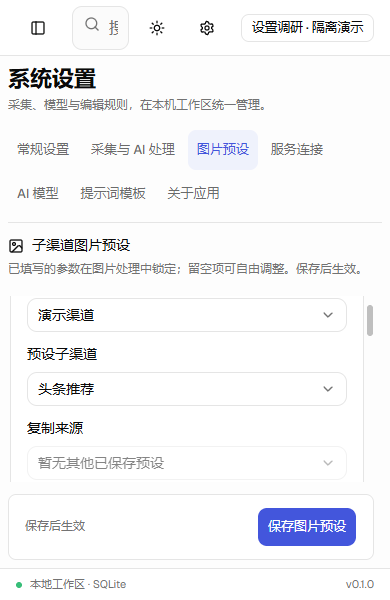 设置调研 · 隔离演示
系统设置
采集、模型与编辑规则，在本机工作区统一管理。
常规设置 采集与 AI 处理 图片预设 服务连接
AI 模型 提示词模板 关于应用
子渠道图片预设
已填写的参数在图片处理中锁定；留空项可自由调整。保存后生效。
演示渠道
预设子渠道
头条推荐
复制来源
暂无其他已保存预设
保存后生效 保存图片预设
本地工作区 · SQLite v0.1.0